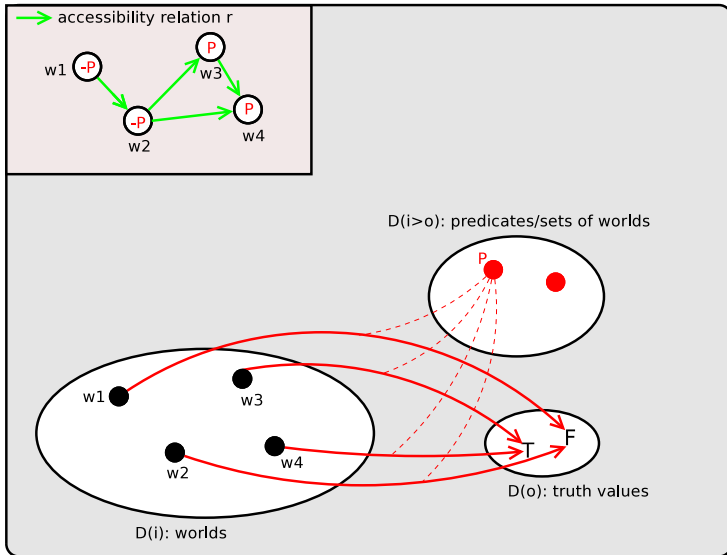 accessibility relation r
-P
P
w1
w3
-P
P
w2
w4
D(i>o): predicates/sets of worlds
P
w1
w3
w2
w4
T
F
D(i): worlds
D(o): truth values